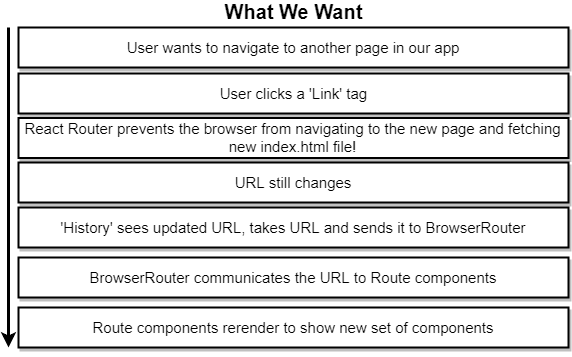 What We Want
User wants to navigate to another page in our app
User clicks a 'Link' tag
React Router prevents the browser from navigating to the new page and fetching
new index.html file!
URL still changes
'History' sees updated URL, takes URL and sends it to BrowserRouter
BrowserRouter communicates the URL to Route components
Route components rerender to show new set of components